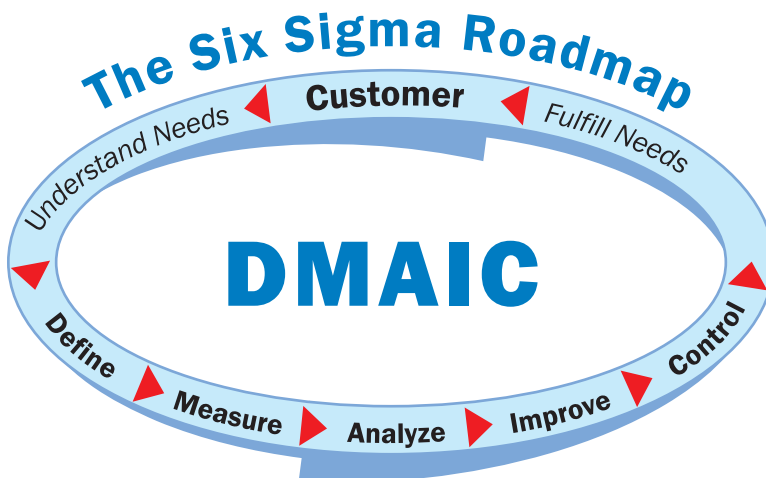 The Six Sigma Roadmap
Customer
Understand Needs
Fulfill Needs
DMAIC
Define
Measure
Analyze
Improve
Control